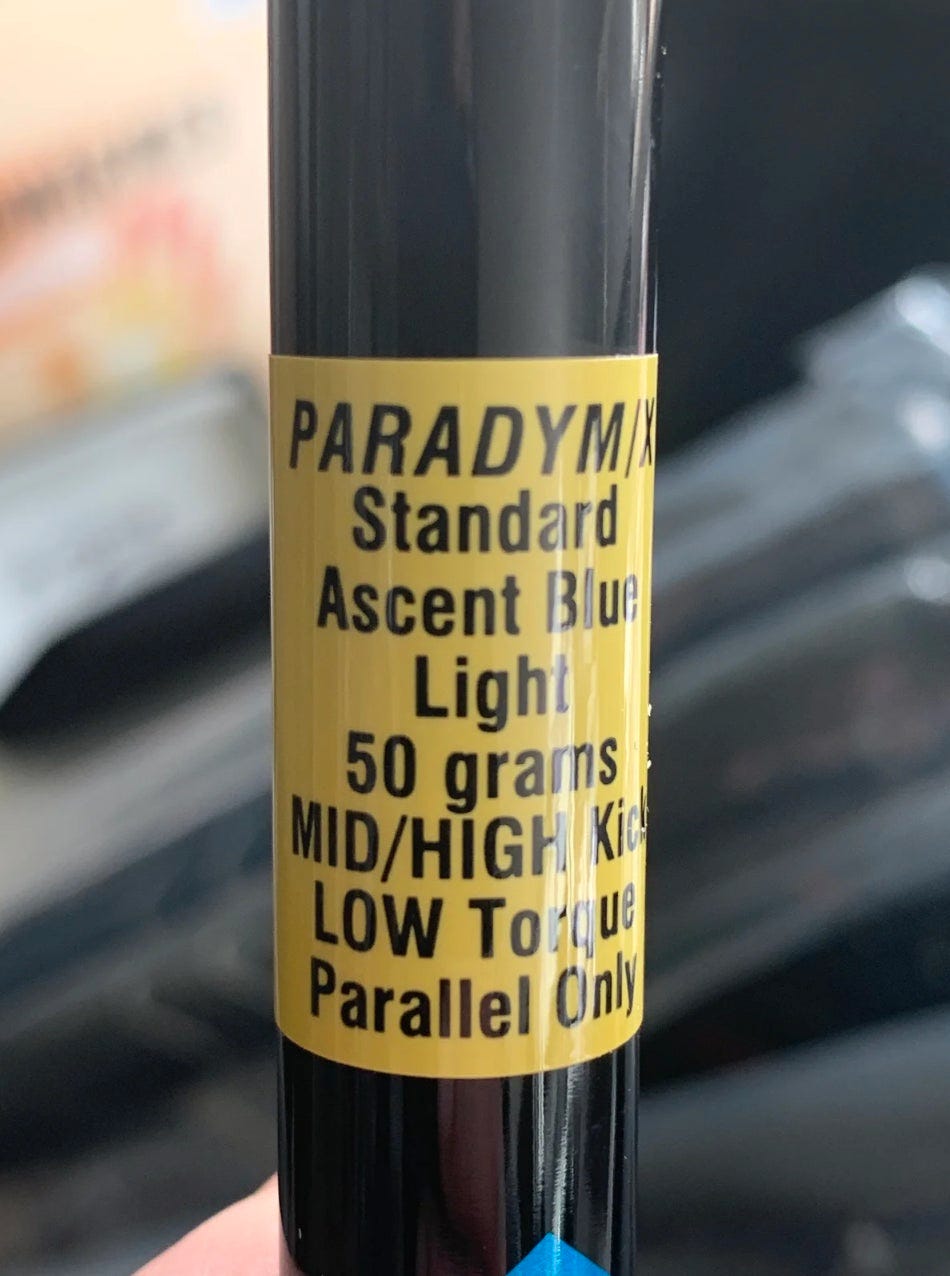 PARADYM/X
Standard
Ascent Blue
Light
50 grams
MID/HIGH Kick
LOW Torque
Parallel Only